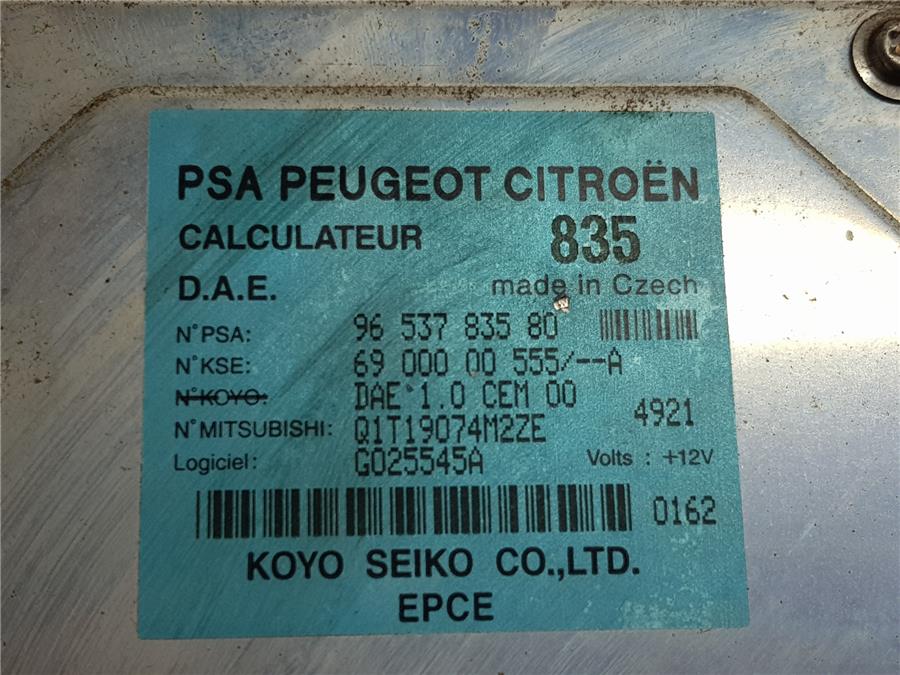 PSA PEUGEOT CITROËN
CALCULATEUR 835
D.A.E. made in Czech
N°PSA: 96 537 835 80
N°KSE: 69 000 00 555/--A
N°KOYO: DAE 1.0 CEM 00
N°MITSUBISHI: Q1T19074M2ZE 4921
Logiciel: G025545A Volts : +12V
0162
KOYO SEIKO CO.,LTD.
EPCE